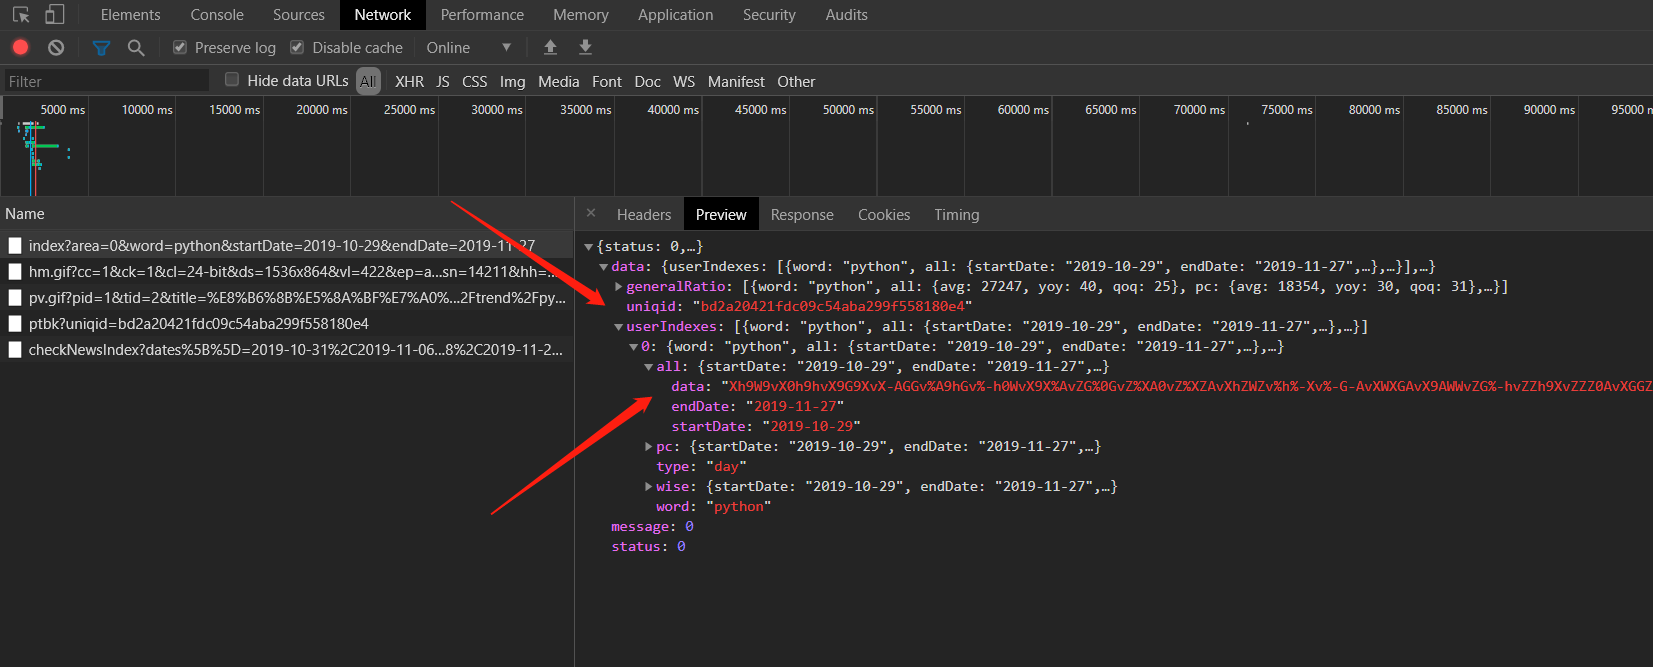 Elements Console Sources Network Performance Memory Application Security Audits
Preserve log Disable cache Online
Filter Hide data URLs All XHR JS CSS Img Media Font Doc WS Manifest Other
5000 ms 10000 ms 15000 ms 20000 ms 25000 ms 30000 ms 35000 ms 40000 ms 45000 ms 50000 ms 55000 ms 60000 ms 65000 ms 70000 ms 75000 ms 80000 ms 85000 ms 90000 ms 95000 m
Name
index?area=0&word=python&startDate=2019-10-29&endDate=2019-11-27
hm.gif?cc=1&ck=1&cl=24-bit&ds=1536x864&vl=422&ep=a...sn=14211&hh=...
pv.gif?pid=1&tid=2&title=%E8%B6%8B%E5%8A%BF%E7%A0%...2Ftrend%2Fpy...
ptbk?uniqid=bd2a20421fdc09c54aba299f558180e4
checkNewsIndex?dates%5B%5D=2019-10-31%2C2019-11-06...8%2C2019-11-2...
× Headers Preview Response Cookies Timing
{status: 0,…}
data: {userIndexes: [{word: "python", all: {startDate: "2019-10-29", endDate: "2019-11-27",…},…}],…}
generalRatio: [{word: "python", all: {avg: 27247, yoy: 40, qoq: 25}, pc: {avg: 18354, yoy: 30, qoq: 31},…}]
uniqid: "bd2a20421fdc09c54aba299f558180e4"
userIndexes: [{word: "python", all: {startDate: "2019-10-29", endDate: "2019-11-27",…},…}]
0: {word: "python", all: {startDate: "2019-10-29", endDate: "2019-11-27",…},…}
all: {startDate: "2019-10-29", endDate: "2019-11-27",…}
data: "Xh9W9vX0h9hvX9G9XvX-AGGv%A9hGv%-h0WvX9X%AvZG%0GvZ%XA0vZ%XZAvXhZWZv%h%-Xv%-G-AvXWXGAvX9AWWvZG%-hvZZh9XvZZZ0AvXGGZ
endDate: "2019-11-27"
startDate: "2019-10-29"
pc: {startDate: "2019-10-29", endDate: "2019-11-27",…}
type: "day"
wise: {startDate: "2019-10-29", endDate: "2019-11-27",…}
word: "python"
message: 0
status: 0